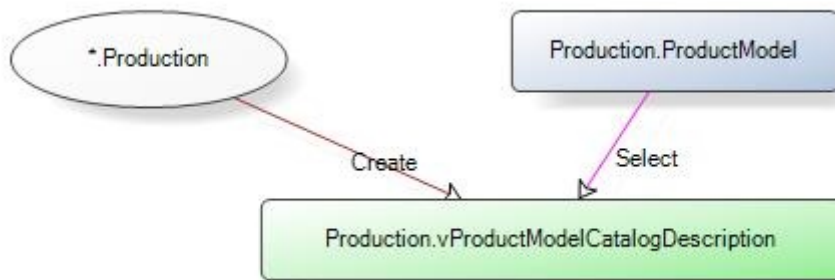 *.Production
Production.ProductModel
Create
Select
Production.vProductModelCatalogDescription